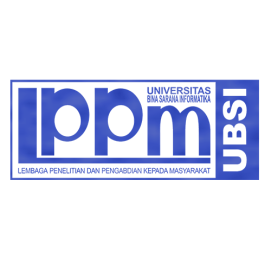 UNIVERSITAS
BINA SARANA INFORMATIKA
lppm
LEMBAGA PENELITIAN DAN PENGABDIAN KEPADA MASYARAKAT
UBSI